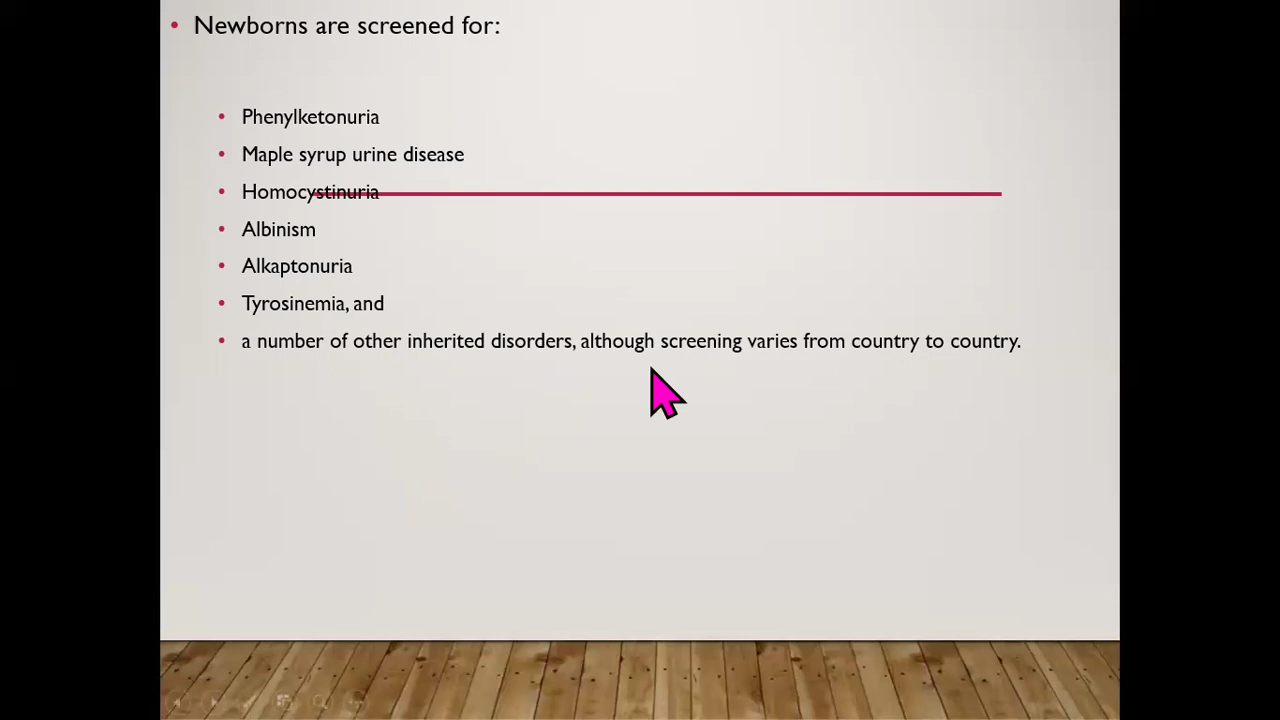 Newborns are screened for:
Phenylketonuria
Maple syrup urine disease
Homocystinuria
Albinism
Alkaptonuria
Tyrosinemia, and
a number of other inherited disorders, although screening varies from country to country.